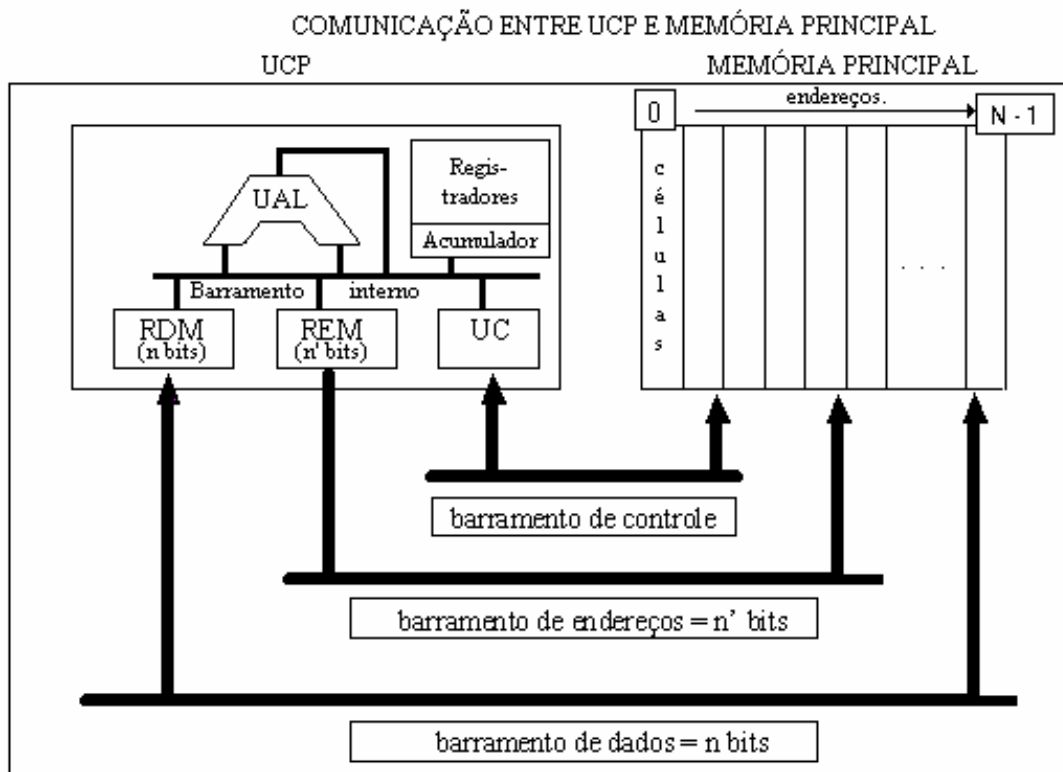 COMUNICAÇÃO ENTRE UCP E MEMÓRIA PRINCIPAL
UCP
MEMÓRIA PRINCIPAL
0
endereços.
N - 1
células
. . .
UAL
Regis-
tradores
Acumulador
Barramento interno
RDM
(n bits)
REM
(n' bits)
UC
barramento de controle
barramento de endereços = n’ bits
barramento de dados = n bits